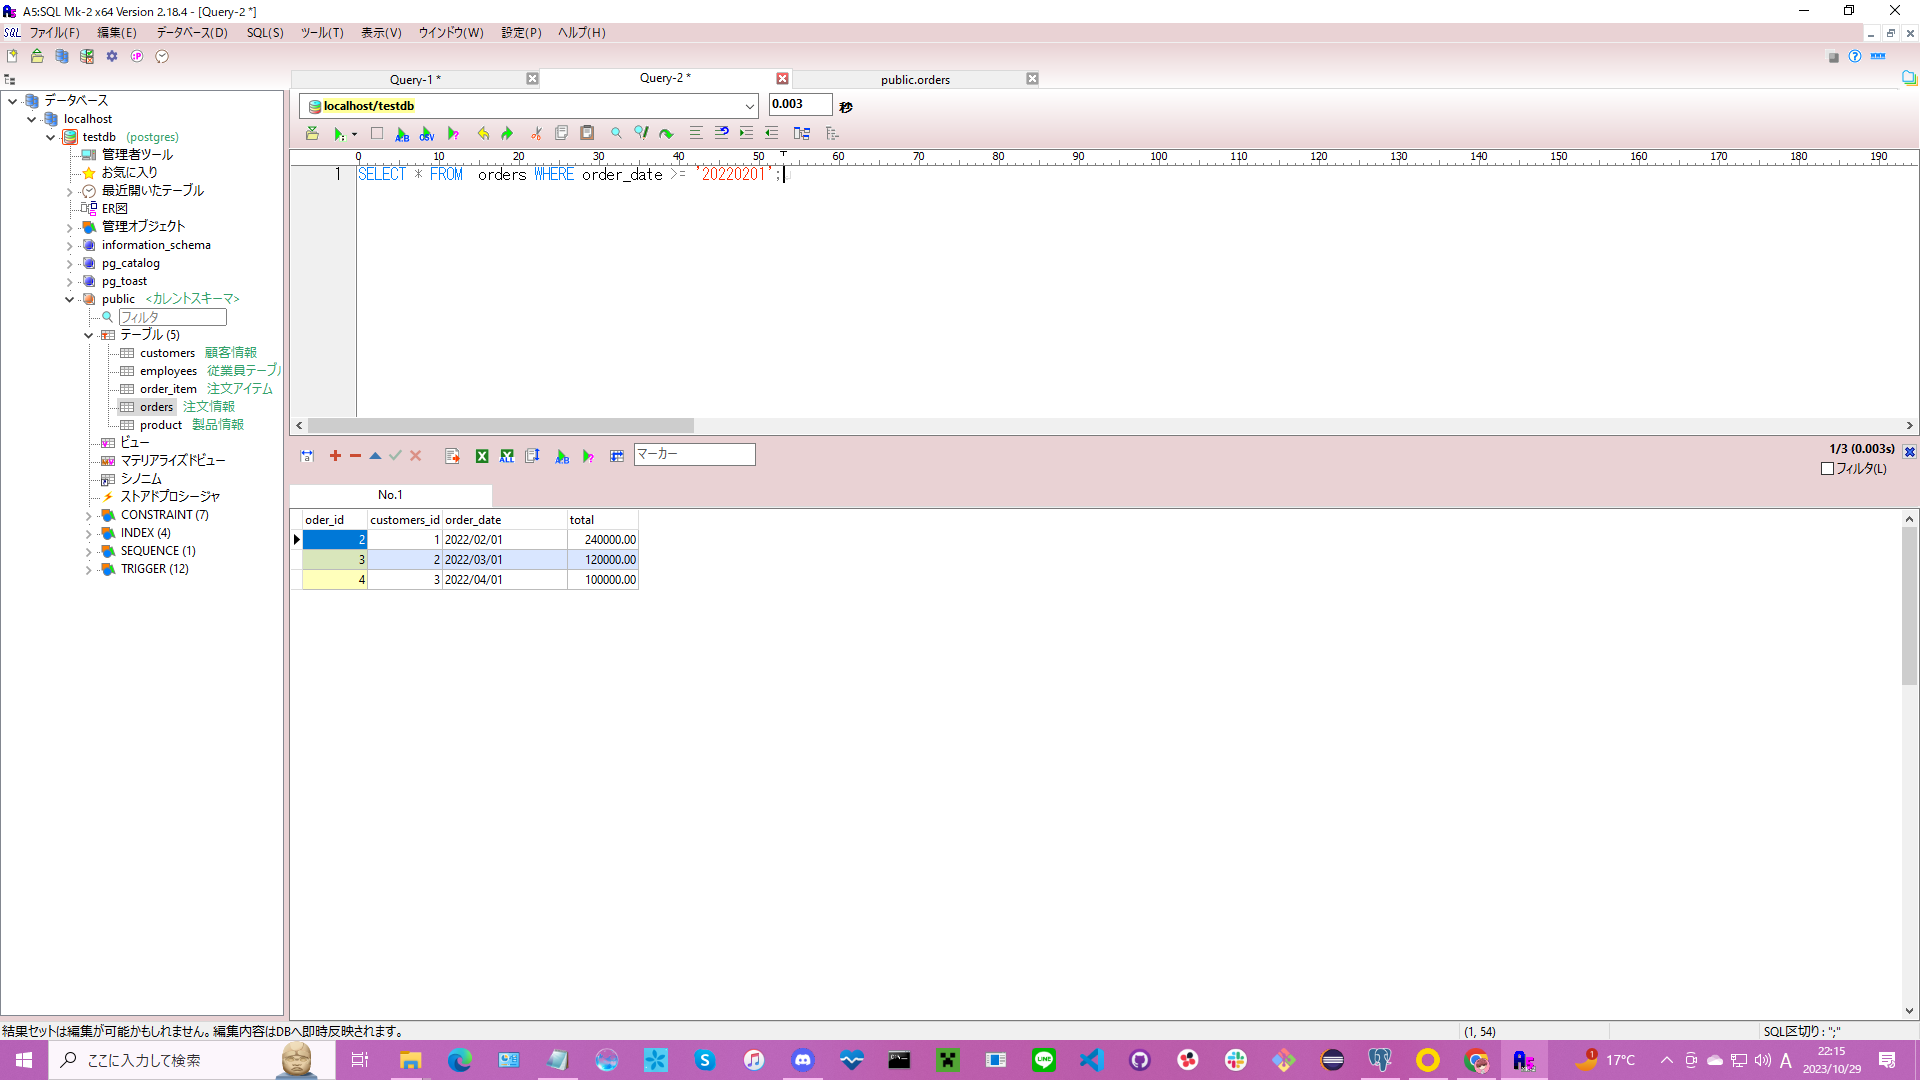 A5:SQL Mk-2 x64 Version 2.18.4 - [Query-2 *]
SQL ファイル(F) 編集(E) データベース(D) SQL(S) ツール(T) 表示(V) ウインドウ(W) 設定(P) ヘルプ(H)
Query-1 * Query-2 * public.orders
localhost/testdb 0.003 秒
0 10 20 30 40 50 60 70 80 90 100 110 120 130 140 150 160 170 180 190
1 SELECT * FROM orders WHERE order_date >= '20220201';
データベース
localhost
testdb (postgres)
管理者ツール
お気に入り
最近開いたテーブル
ER図
管理オブジェクト
information_schema
pg_catalog
pg_toast
public <カレントスキーマ>
フィルタ
テーブル (5)
customers 顧客情報
employees 従業員テーブル
order_item 注文アイテム
orders 注文情報
product 製品情報
ビュー
マテリアライズドビュー
シノニム
ストアドプロシージャ
CONSTRAINT (7)
INDEX (4)
SEQUENCE (1)
TRIGGER (12)
マーカー
1/3 (0.003s)
フィルタ(L)
No.1
oder_id customers_id order_date total
2 1 2022/02/01 240000.00
3 2 2022/03/01 120000.00
4 3 2022/04/01 100000.00
結果セットは編集が可能かもしれません。編集内容はDBへ即時反映されます。
(1, 54)
SQL区切り: ";"
ここに入力して検索
1 17°C A 22:15
2023/10/29